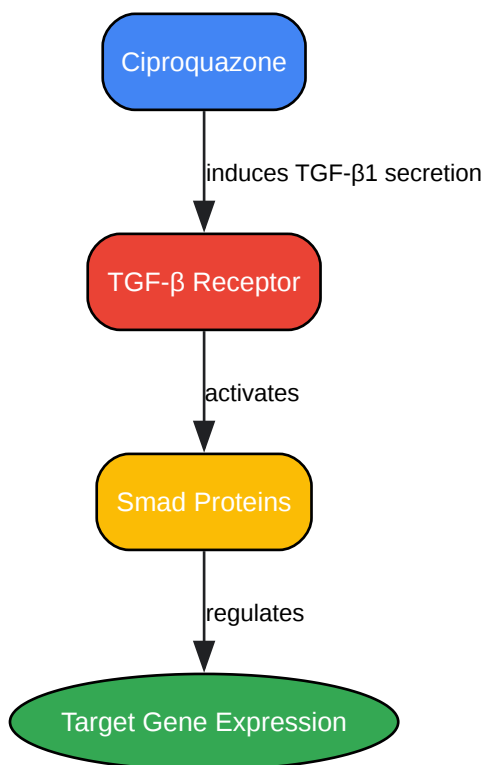 Ciproquazone
induces TGF-β1 secretion
TGF-β Receptor
activates
Smad Proteins
regulates
Target Gene Expression